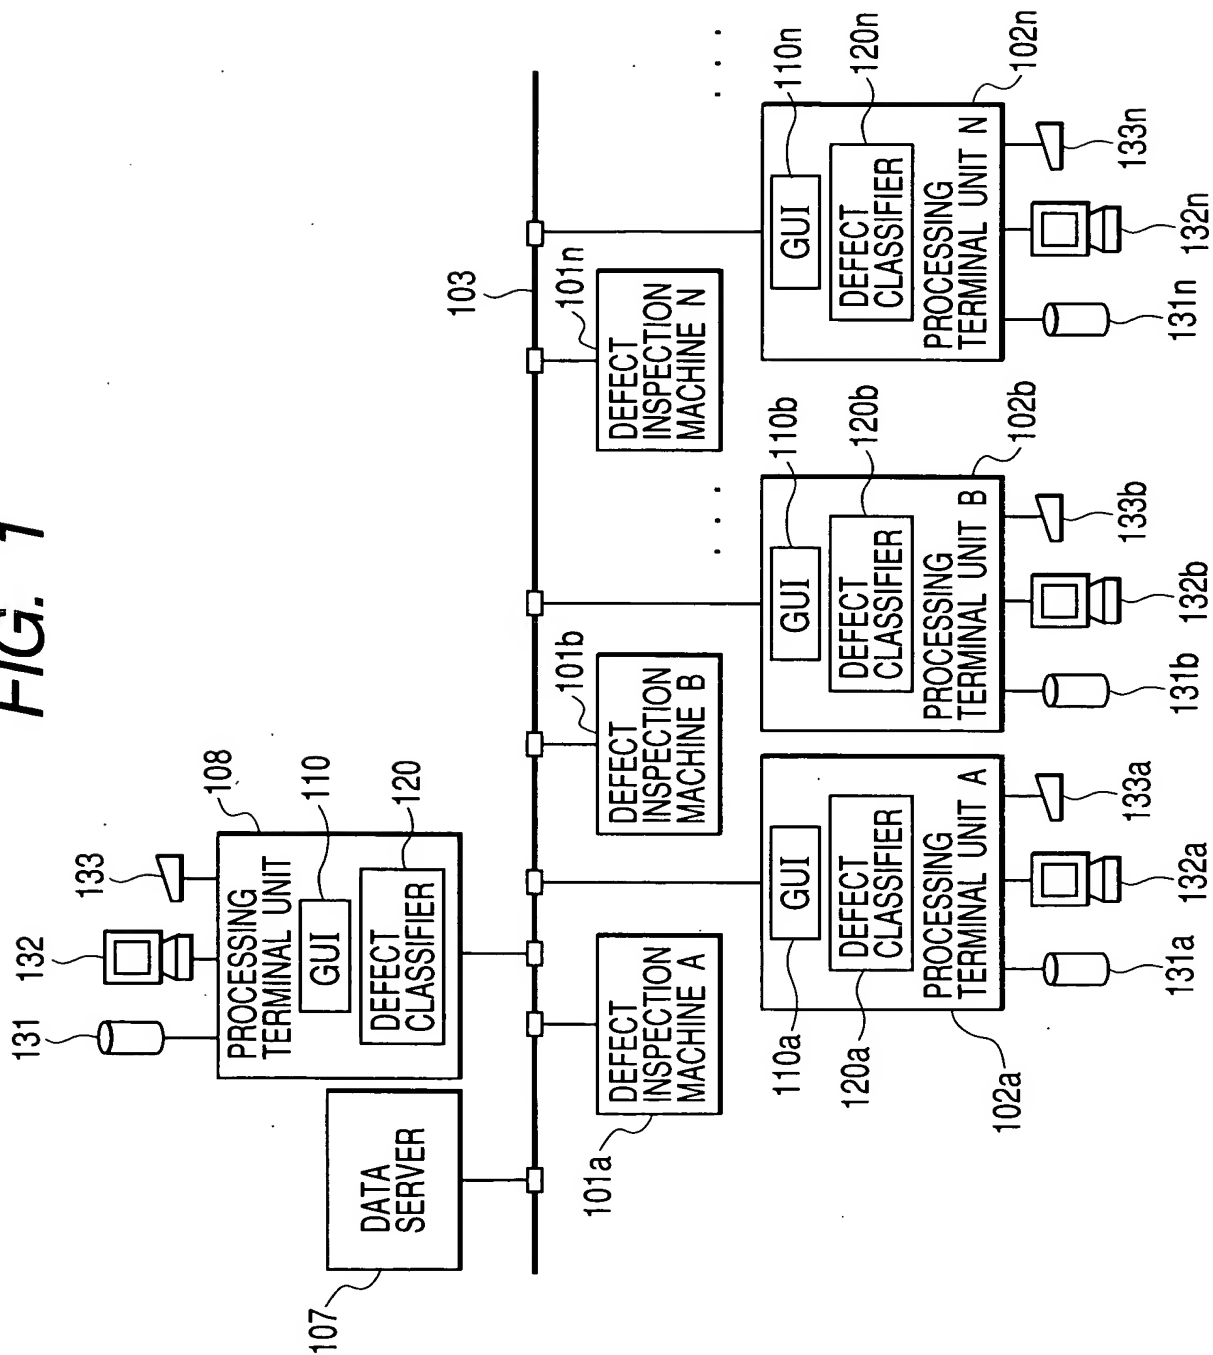 FIG. 1
131
132
133
108
PROCESSING
TERMINAL UNIT
GUI
110
DEFECT
CLASSIFIER
120
107
DATA
SERVER
103
101a
DEFECT
INSPECTION
MACHINE A
101b
DEFECT
INSPECTION
MACHINE B
101n
DEFECT
INSPECTION
MACHINE N
. . .
. . .
110a
GUI
120a
DEFECT
CLASSIFIER
PROCESSING
TERMINAL UNIT A
102a
131a
132a
133a
110b
GUI
120b
DEFECT
CLASSIFIER
PROCESSING
TERMINAL UNIT B
102b
131b
132b
133b
110n
GUI
120n
DEFECT
CLASSIFIER
PROCESSING
TERMINAL UNIT N
102n
131n
132n
133n